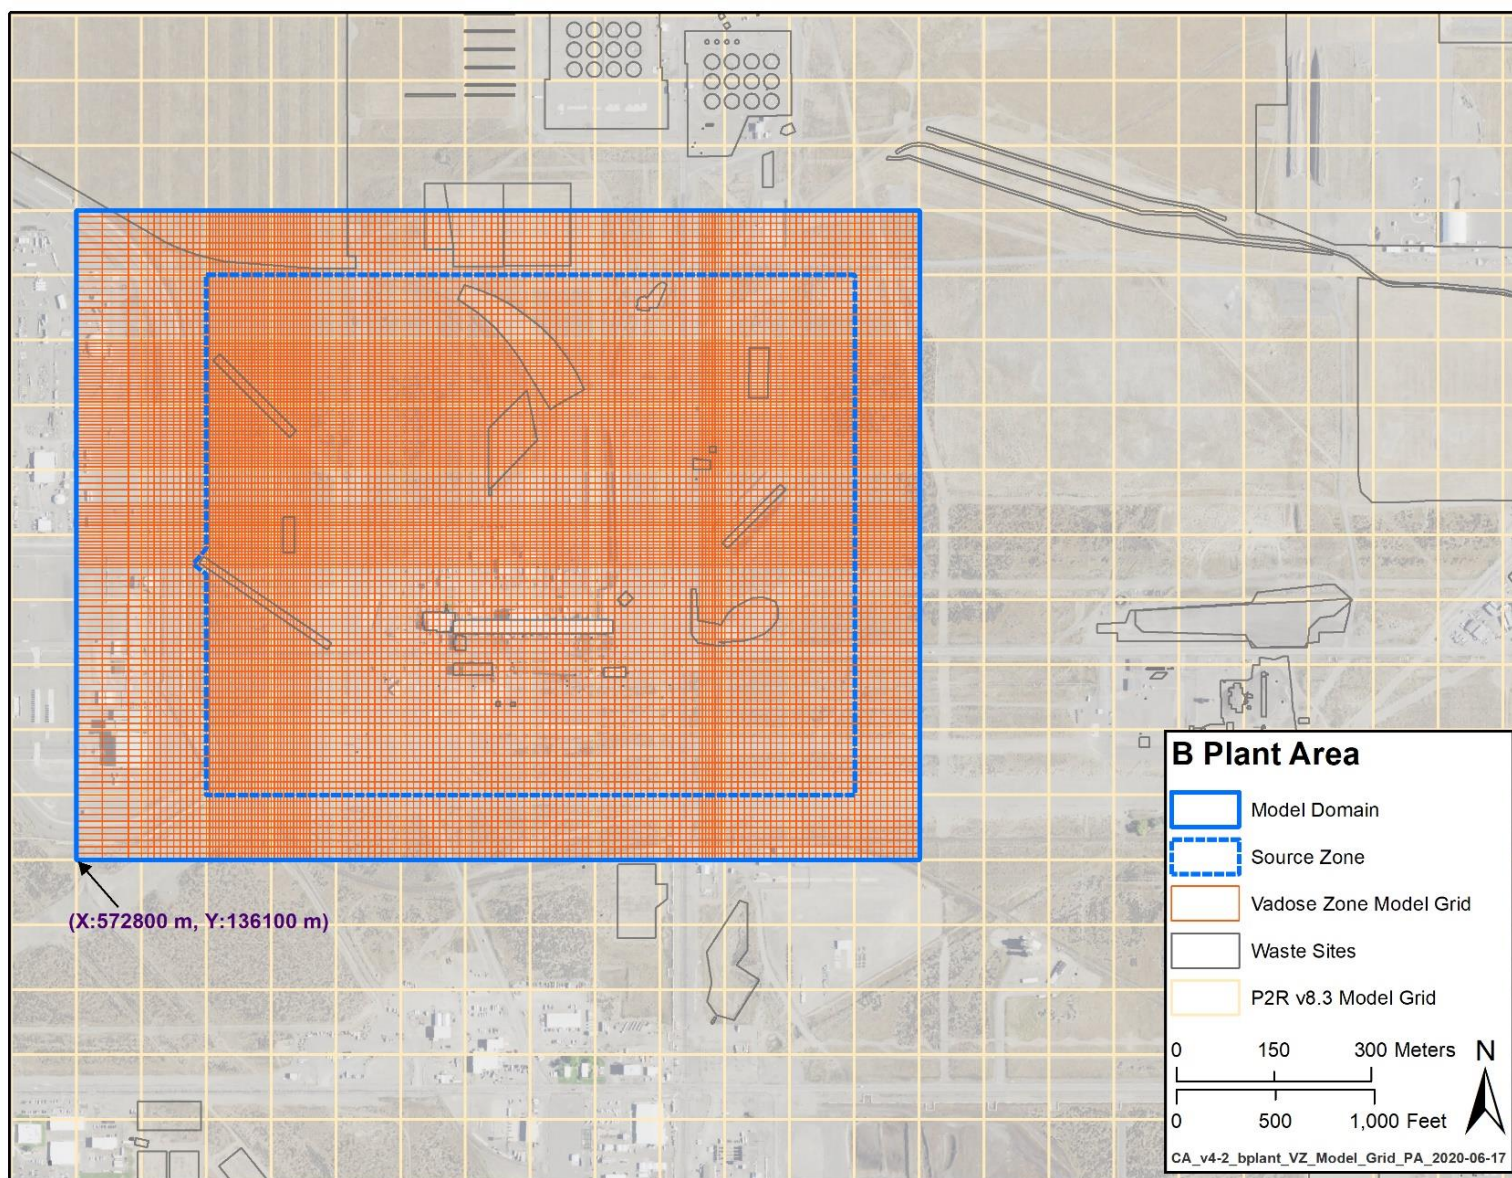 (X:572800 m, Y:136100 m)
B Plant Area
Model Domain
Source Zone
Vadose Zone Model Grid
Waste Sites
P2R v8.3 Model Grid
0 150 300 Meters
N
0 500 1,000 Feet
CA_v4-2_bplant_VZ_Model_Grid_PA_2020-06-17